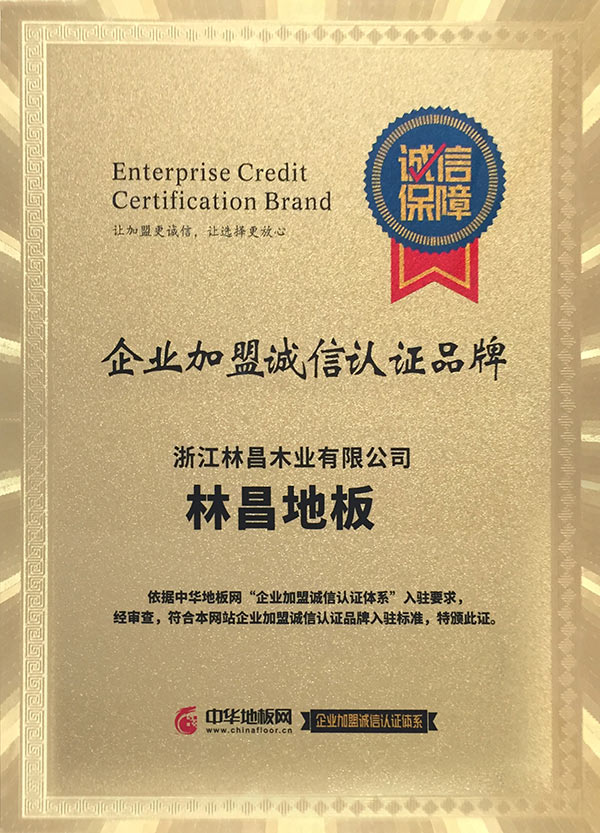 Enterprise Credit
Certification Brand
让加盟更诚信，让选择更放心
诚信
保障
企业加盟诚信认证品牌
浙江林昌木业有限公司
林昌地板
依据中华地板网“企业加盟诚信认证体系”入驻要求，
经审查，符合本网站企业加盟诚信认证品牌入驻标准，特颁此证。
中华地板网
www.chinafloor.cn
企业加盟诚信认证体系